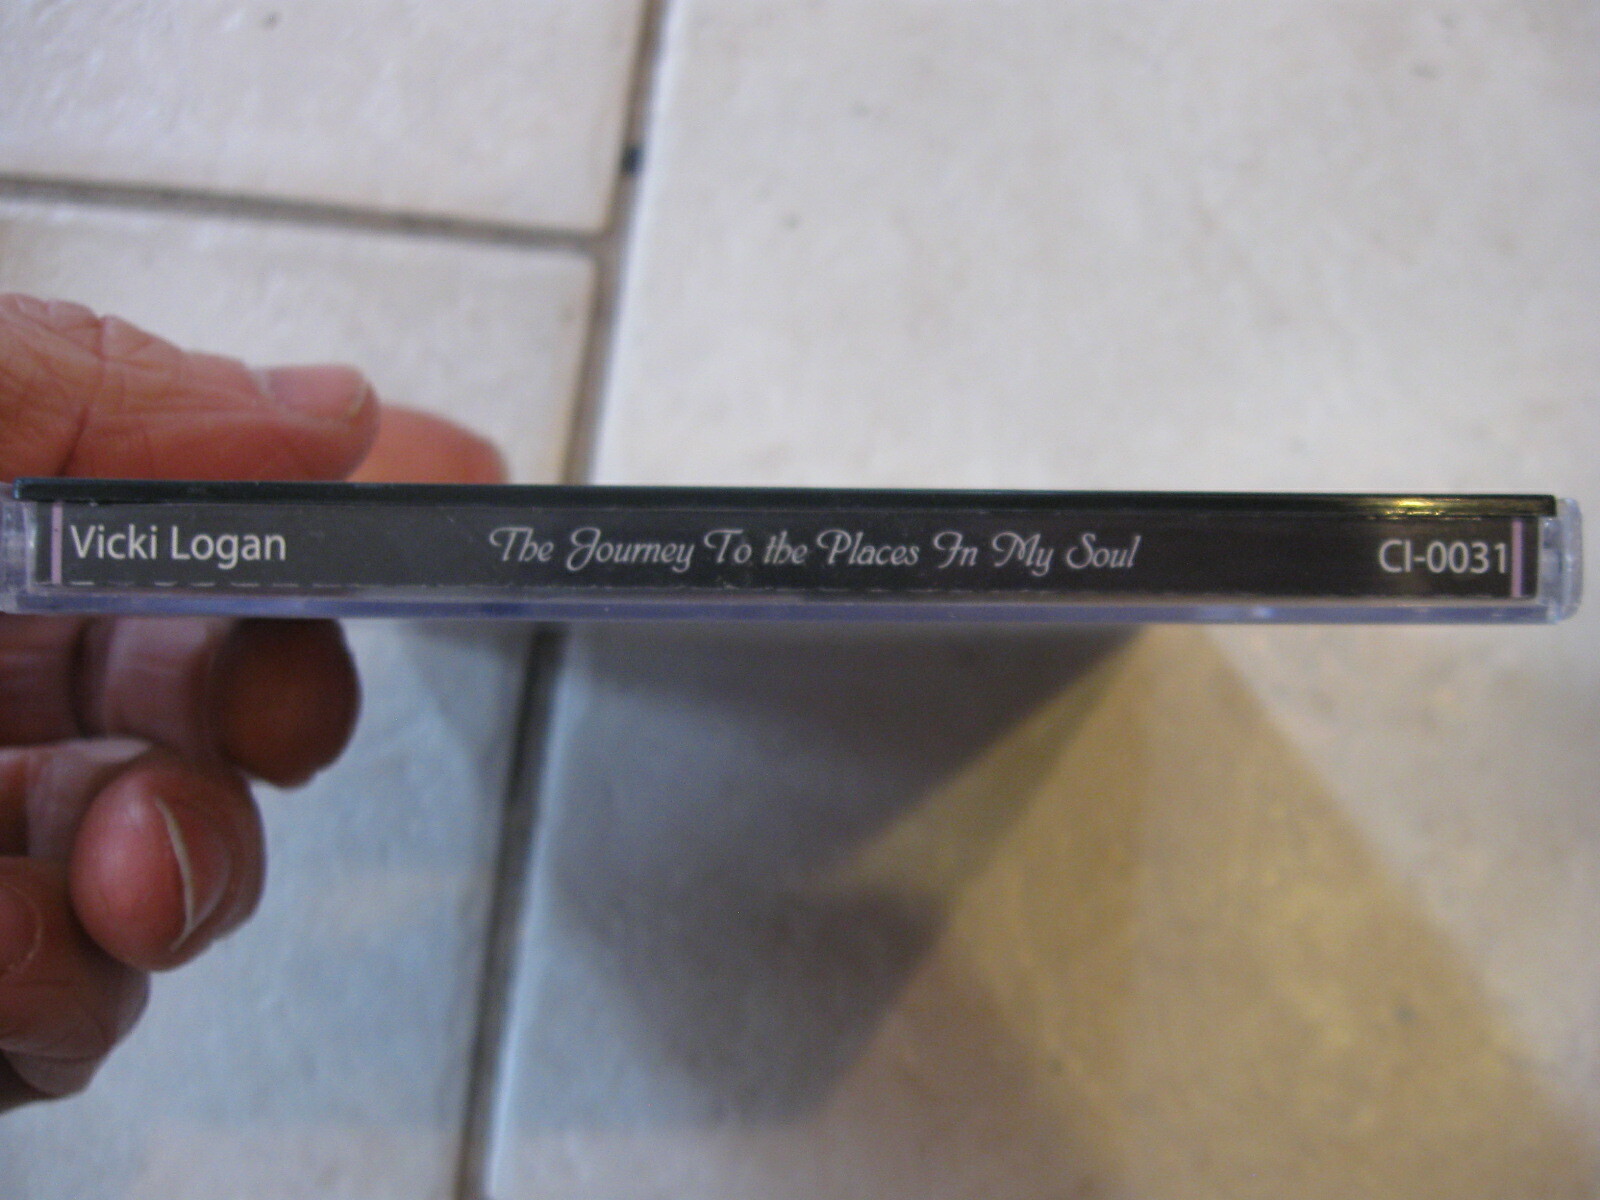 Vicki Logan The Journey To the Places In My Soul CI-0031